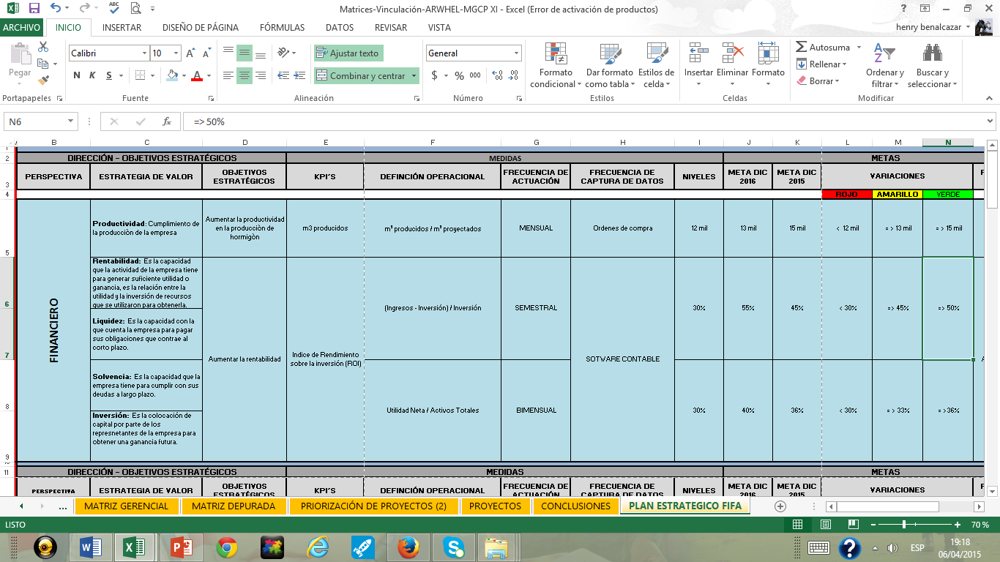 Matrices-Vinculación-ARWHEL-MGCP XI - Excel (Error de activación de productos)
ARCHIVO INICIO INSERTAR DISEÑO DE PÁGINA FÓRMULAS DATOS REVISAR VISTA henry benalcazar
Pegar
Portapapeles
Calibri 10
N K S
Fuente
Ajustar texto
Combinar y centrar
Alineación
General
$ % 000
Número
Formato condicional
Dar formato como tabla
Estilos de celda
Estilos
Insertar Eliminar Formato
Celdas
Autosuma
Rellenar
Borrar
Ordenar y filtrar
Buscar y seleccionar
Modificar
N6 fx => 50%
B C D E F G H I J K L M N
2 DIRECCIÓN – OBJETIVOS ESTRATÉGICOS MEDIDAS METAS
3 PERSPECTIVA ESTRATEGIA DE VALOR OBJETIVOS ESTRATÉGICOS KPI´S DEFINCIÓN OPERACIONAL FRECUENCIA DE ACTUACIÓN FRECUENCIA DE CAPTURA DE DATOS NIVELES META DIC 2016 META DIC 2015 VARIACIONES
4 ROJO AMARILLO VERDE
5
FINANCIERO
Productividad: Cumplimiento de
la producciòn de la empresa
Aumentar la productividad
en la producciòn de
hormigòn
m3 producidos
m³ producidos / m³ proyectados
MENSUAL
Ordenes de compra
12 mil 13 mil 15 mil < 12 mil = > 13 mil = > 15 mil
6
Rentabilidad: Es la capacidad
que la actividad de la empresa tiene
para generar suficiente utilidad o
ganancia, es la relación entre la
utilidad y la inversión de recursos
que se utilizaron para obtenerla.
7
Liquidez: Es la capacidad con la
que cuenta la empresa para pagar
sus obligaciones que contrae al
corto plazo.
Aumentar la rentabilidad
Indice de Rendimiento
sobre la inversión (ROI)
(Ingresos - Inversión) / Inversión
SEMESTRAL
SOTWARE CONTABLE
30% 55% 45% < 30% => 45% => 50%
8
Solvencia: Es la capacidad que la
empresa tiene para cumplir con sus
deudas a largo plazo.
9
Inversión: Es la colocación de
capital por parte de los
represnetantes de la empresa para
obtener una ganancia futura.
Utilidad Neta / Activos Totales
BIMENSUAL
30% 40% 36% < 30% = > 33% =>36%
11 DIRECCIÓN – OBJETIVOS ESTRATÉGICOS MEDIDAS METAS
PERSPECTIVA ESTRATEGIA DE VALOR OBJETIVOS ESTRATÉGICOS KPI´S DEFINCIÓN OPERACIONAL FRECUENCIA DE ACTUACIÓN FRECUENCIA DE CAPTURA DE DATOS NIVELES META DIC 2016 META DIC 2015 VARIACIONES
... MATRIZ GERENCIAL MATRIZ DEPURADA PRIORIZACIÓN DE PROYECTOS (2) PROYECTOS CONCLUSIONES PLAN ESTRATEGICO FIFA
LISTO 70 %
ESP 19:18
06/04/2015